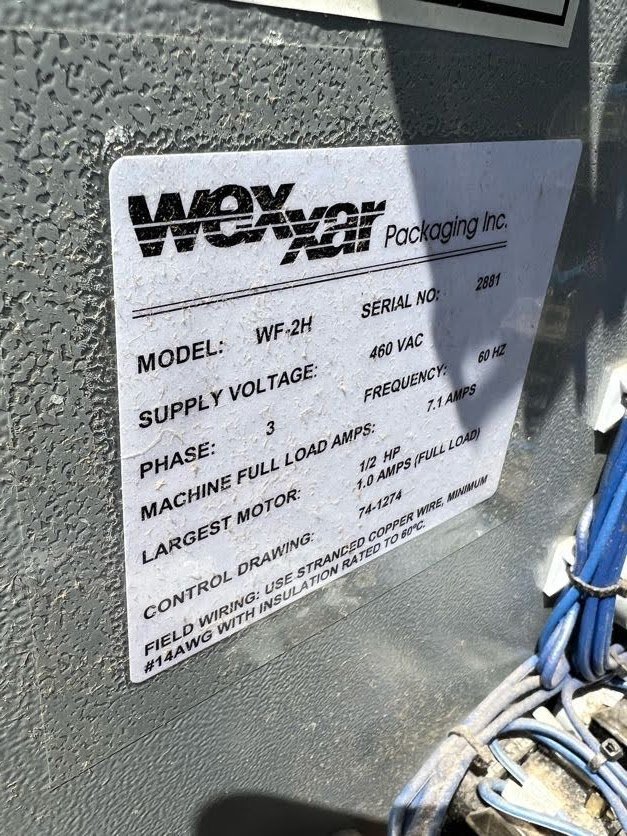 wexxar Packaging Inc.
MODEL: WF-2H SERIAL NO: 2881
SUPPLY VOLTAGE: 460 VAC
PHASE: 3 FREQUENCY: 60 HZ
MACHINE FULL LOAD AMPS: 7.1 AMPS
LARGEST MOTOR: 1/2 HP
1.0 AMPS (FULL LOAD)
CONTROL DRAWING: 74-1274
FIELD WIRING: USE STRANDED COPPER WIRE, MINIMUM
#14AWG WITH INSULATION RATED TO 60ºC.